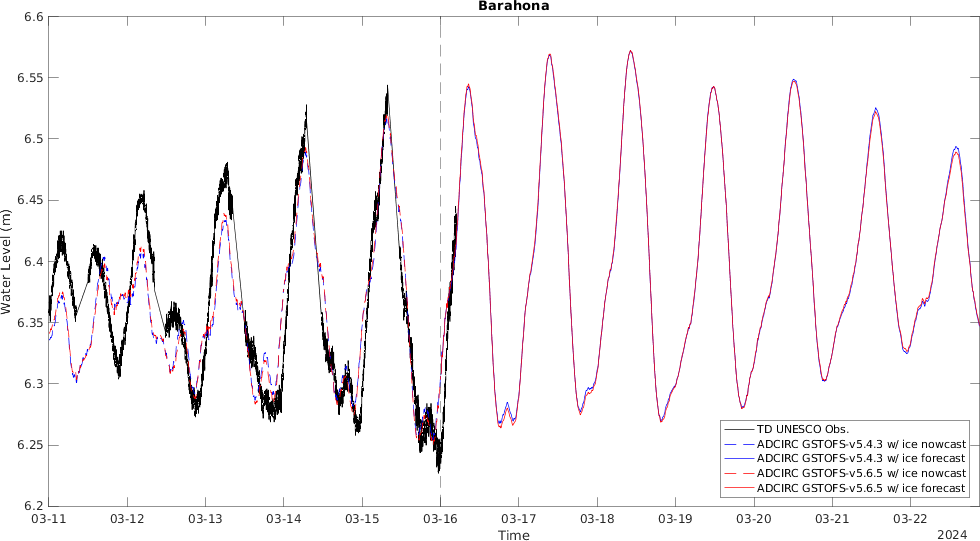 Barahona
6.6
6.55
6.5
6.45
6.4
6.35
6.3
6.25
6.2
Water Level (m)
TD UNESCO Obs.
ADCIRC GSTOFS-v5.4.3 w/ ice nowcast
ADCIRC GSTOFS-v5.4.3 w/ ice forecast
ADCIRC GSTOFS-v5.6.5 w/ ice nowcast
ADCIRC GSTOFS-v5.6.5 w/ ice forecast
03-11 03-12 03-13 03-14 03-15 03-16 03-17 03-18 03-19 03-20 03-21 03-22
Time
2024